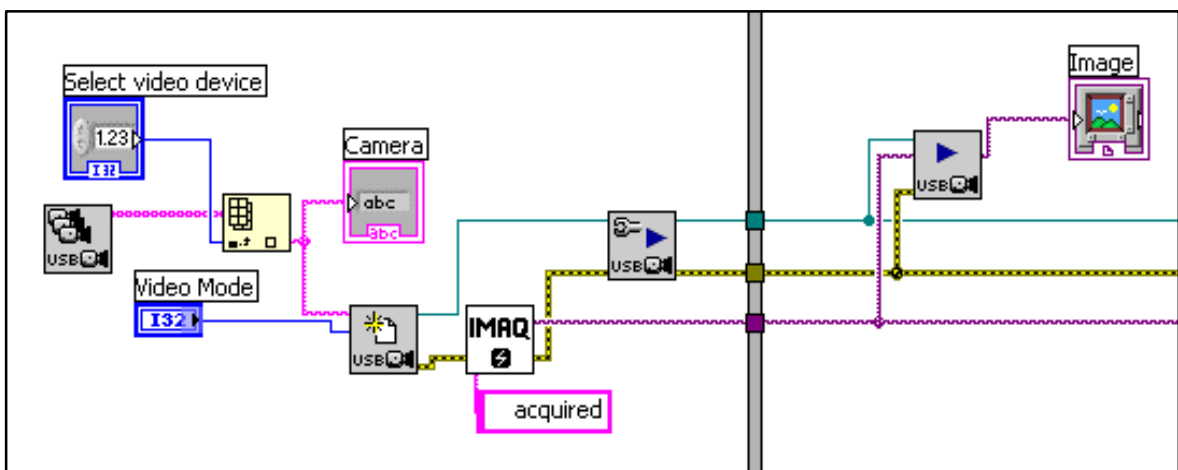 Select video device
1.23
I32
USB
Camera
abc
abc
Video Mode
I32
USB
IMAQ
acquired
USB
Image
USB